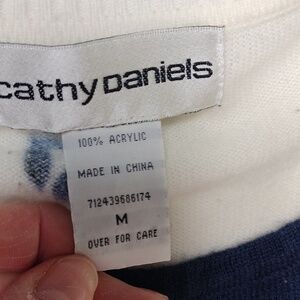 cathy Daniels
100% ACRYLIC
MADE IN CHINA
712439686174
M
OVER FOR CARE